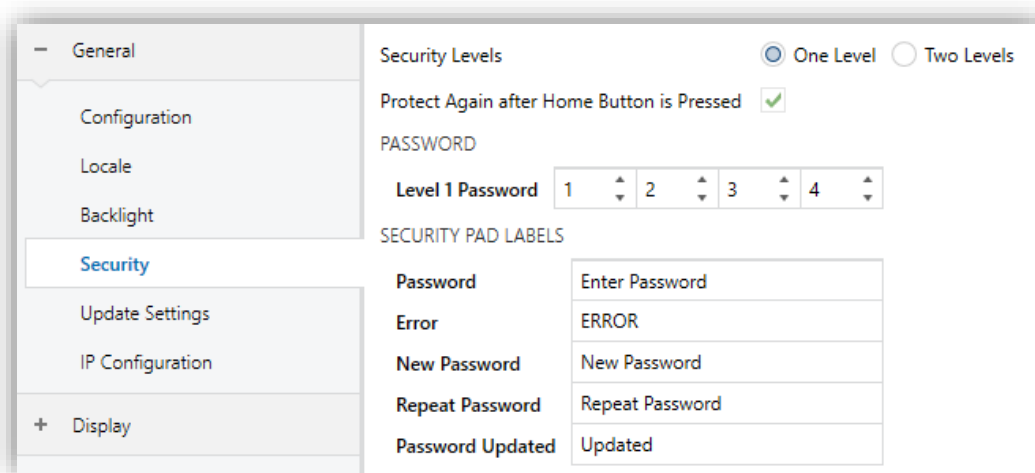 General
Configuration
Locale
Backlight
Security
Update Settings
IP Configuration
Display
Security Levels One Level Two Levels
Protect Again after Home Button is Pressed
PASSWORD
Level 1 Password 1 2 3 4
SECURITY PAD LABELS
Password Enter Password
Error ERROR
New Password New Password
Repeat Password Repeat Password
Password Updated Updated